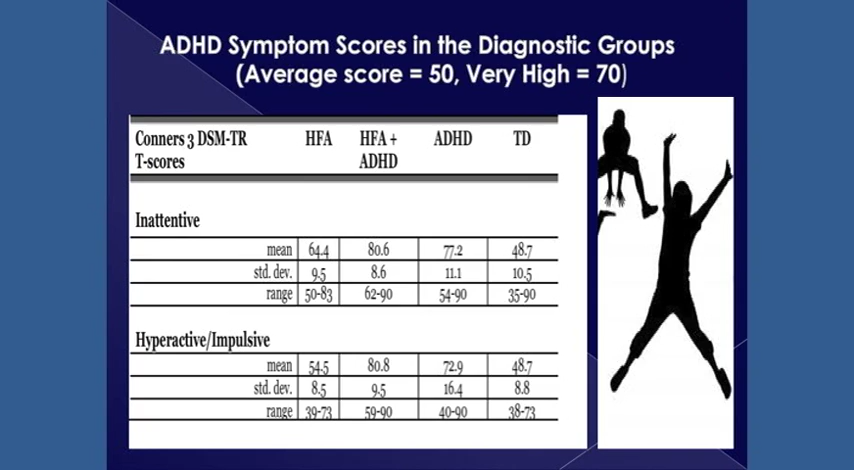 ADHD Symptom Scores in the Diagnostic Groups
(Average score = 50, Very High = 70)
Conners 3 DSM-TR HFA HFA + ADHD TD
T-scores ADHD
Inattentive
mean 64.4 80.6 77.2 48.7
std. dev. 9.5 8.6 11.1 10.5
range 50-83 62-90 54-90 35-90
Hyperactive/Impulsive
mean 54.5 80.8 72.9 48.7
std. dev. 8.5 9.5 16.4 8.8
range 39-73 59-90 40-90 38-73